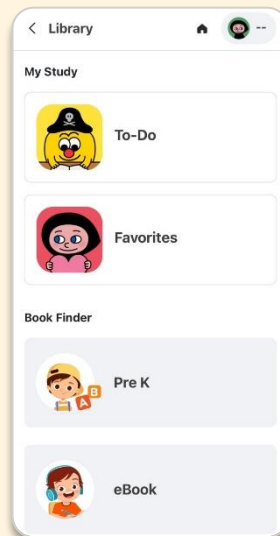 Library
--
My Study
To-Do
Favorites
Book Finder
Pre K
A B
eBook